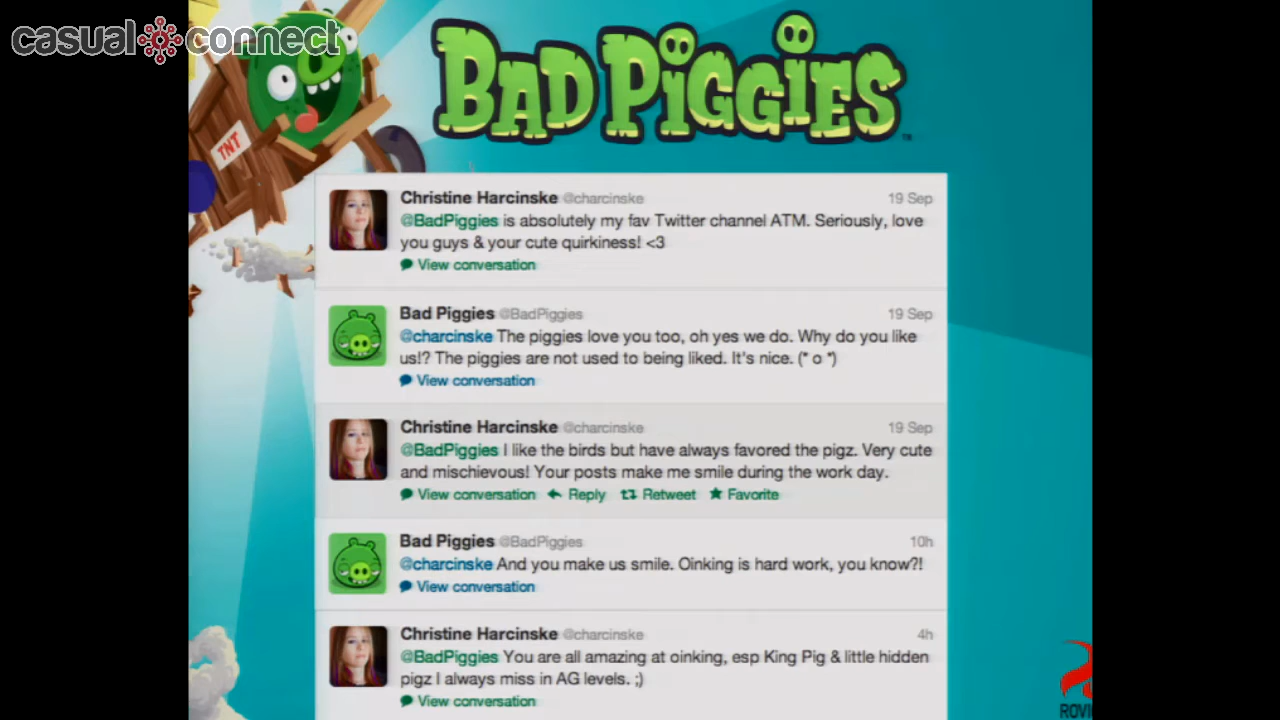 casual connect
BAD PIGGIES
TM
TNT
Christine Harcinske @charcinske 19 Sep
@BadPiggies is absolutely my fav Twitter channel ATM. Seriously, love
you guys & your cute quirkiness! <3
View conversation
Bad Piggies @BadPiggies 19 Sep
@charcinske The piggies love you too, oh yes we do. Why do you like
us!? The piggies are not used to being liked. It's nice. (* o *)
View conversation
Christine Harcinske @charcinske 19 Sep
@BadPiggies I like the birds but have always favored the pigz. Very cute
and mischievous! Your posts make me smile during the work day.
View conversation Reply Retweet Favorite
Bad Piggies @BadPiggies 10h
@charcinske And you make us smile. Oinking is hard work, you know?!
View conversation
Christine Harcinske @charcinske 4h
@BadPiggies You are all amazing at oinking, esp King Pig & little hidden
pigz I always miss in AG levels. ;)
View conversation
ROVI